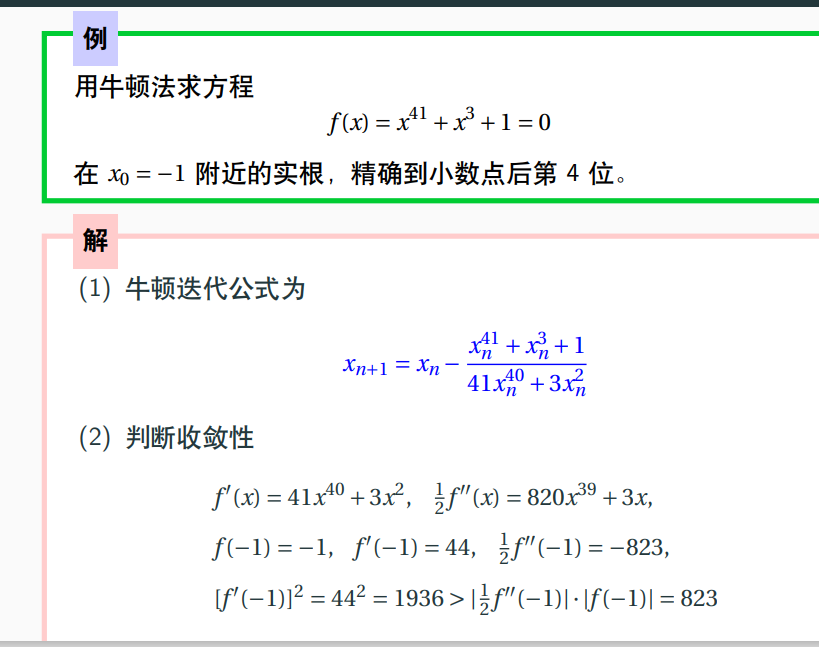 例
用牛顿法求方程
f(x) = x^{41} + x^3 + 1 = 0
在 x_0 = −1 附近的实根，精确到小数点后第 4 位。
解
(1) 牛顿迭代公式为
x_{n+1} = x_n − \frac{x_n^{41} + x_n^3 + 1}{41x_n^{40} + 3x_n^2}
(2) 判断收敛性
f′(x) = 41x^{40} + 3x^2, \frac{1}{2}f″(x) = 820x^{39} + 3x,
f(−1) = −1, f′(−1) = 44, \frac{1}{2}f″(−1) = −823,
[f′(−1)]^2 = 44^2 = 1936 > |\frac{1}{2}f″(−1)| · |f(−1)| = 823